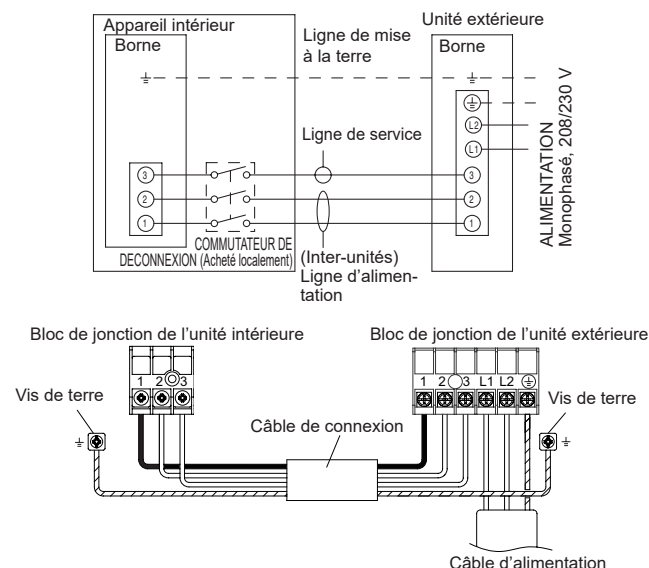 Appareil intérieur
Borne
Ligne de mise
à la terre
Unité extérieure
Borne
L2
L1
Ligne de service
3
3
2
2
1
1
ALIMENTATION
Monophasé, 208/230 V
COMMUTATEUR DE
DECONNEXION (Acheté localement)
(Inter-unités)
Ligne d'alimen-
tation
Bloc de jonction de l'unité intérieure
Bloc de jonction de l'unité extérieure
1 2 3
1 2 3 L1 L2
Vis de terre
Vis de terre
Câble de connexion
Câble d'alimentation